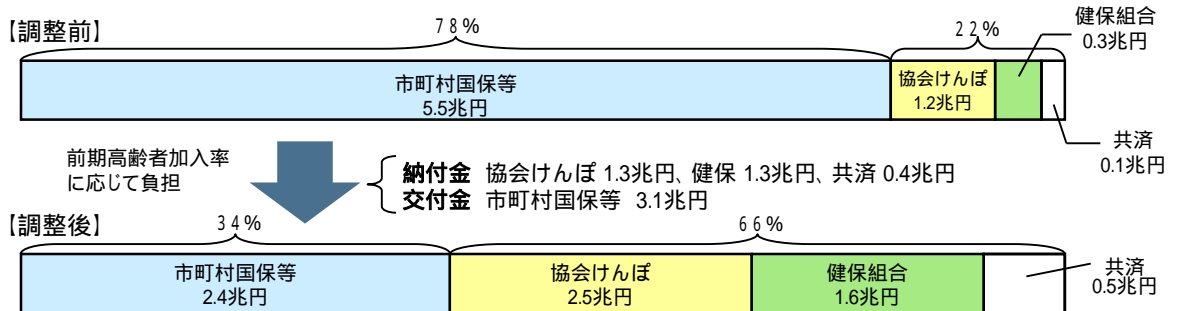 【調整前】
78%
22%
健保組合
0.3兆円
市町村国保等
5.5兆円
協会けんぽ
1.2兆円
共済
0.1兆円
前期高齢者加入率
に応じて負担
納付金 協会けんぽ 1.3兆円、健保 1.3兆円、共済 0.4兆円
交付金 市町村国保等 3.1兆円
【調整後】
34%
66%
市町村国保等
2.4兆円
協会けんぽ
2.5兆円
健保組合
1.6兆円
共済
0.5兆円